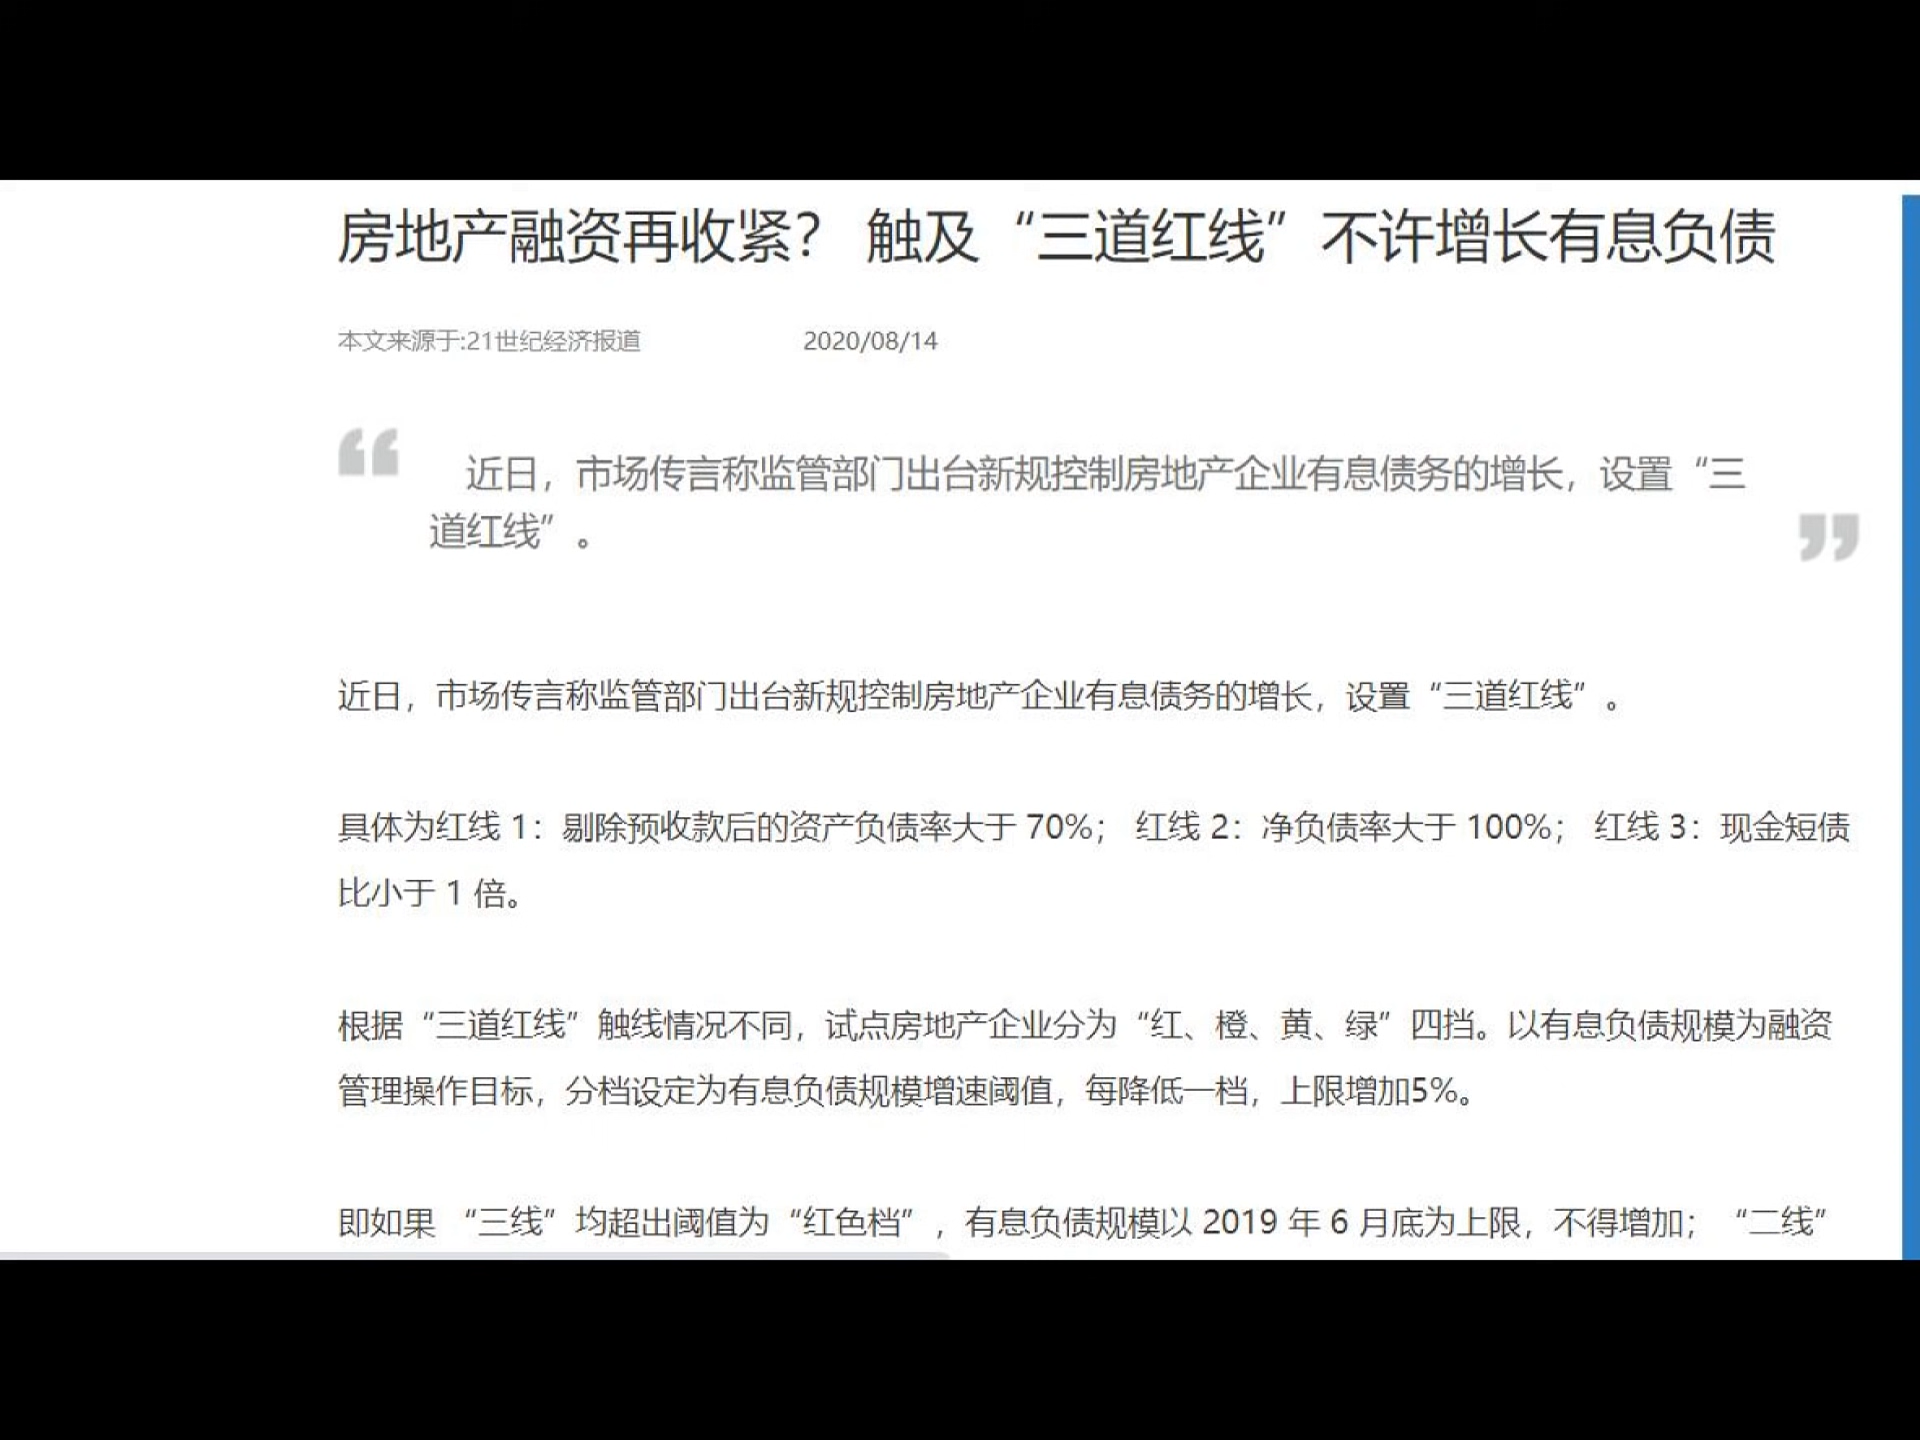 房地产融资再收紧? 触及“三道红线”不许增长有息负债
本文来源于:21世纪经济报道 2020/08/14
“ 近日，市场传言称监管部门出台新规控制房地产企业有息债务的增长，设置“三
道红线”。 ”
近日，市场传言称监管部门出台新规控制房地产企业有息债务的增长，设置“三道红线”。
具体为红线 1：剔除预收款后的资产负债率大于 70%； 红线 2：净负债率大于 100%； 红线 3：现金短债
比小于 1 倍。
根据“三道红线”触线情况不同，试点房地产企业分为“红、橙、黄、绿”四挡。以有息负债规模为融资
管理操作目标，分档设定为有息负债规模增速阈值，每降低一档，上限增加5%。
即如果 “三线”均超出阈值为“红色档”，有息负债规模以 2019 年 6 月底为上限，不得增加； “二线”